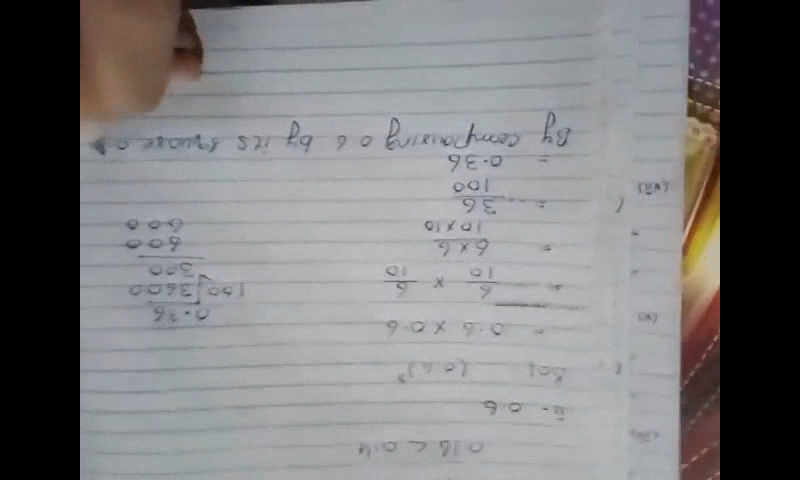 0.16 < 0.4
ii- 0.6
Sol (0.6)²
= 0.6 × 0.6
= 6/10 × 6/10
= 6×6
10×10
= 36
100
= 0.36
By comparing 0.6 by its square
0.36
100 3600
300
600
600
(vii)